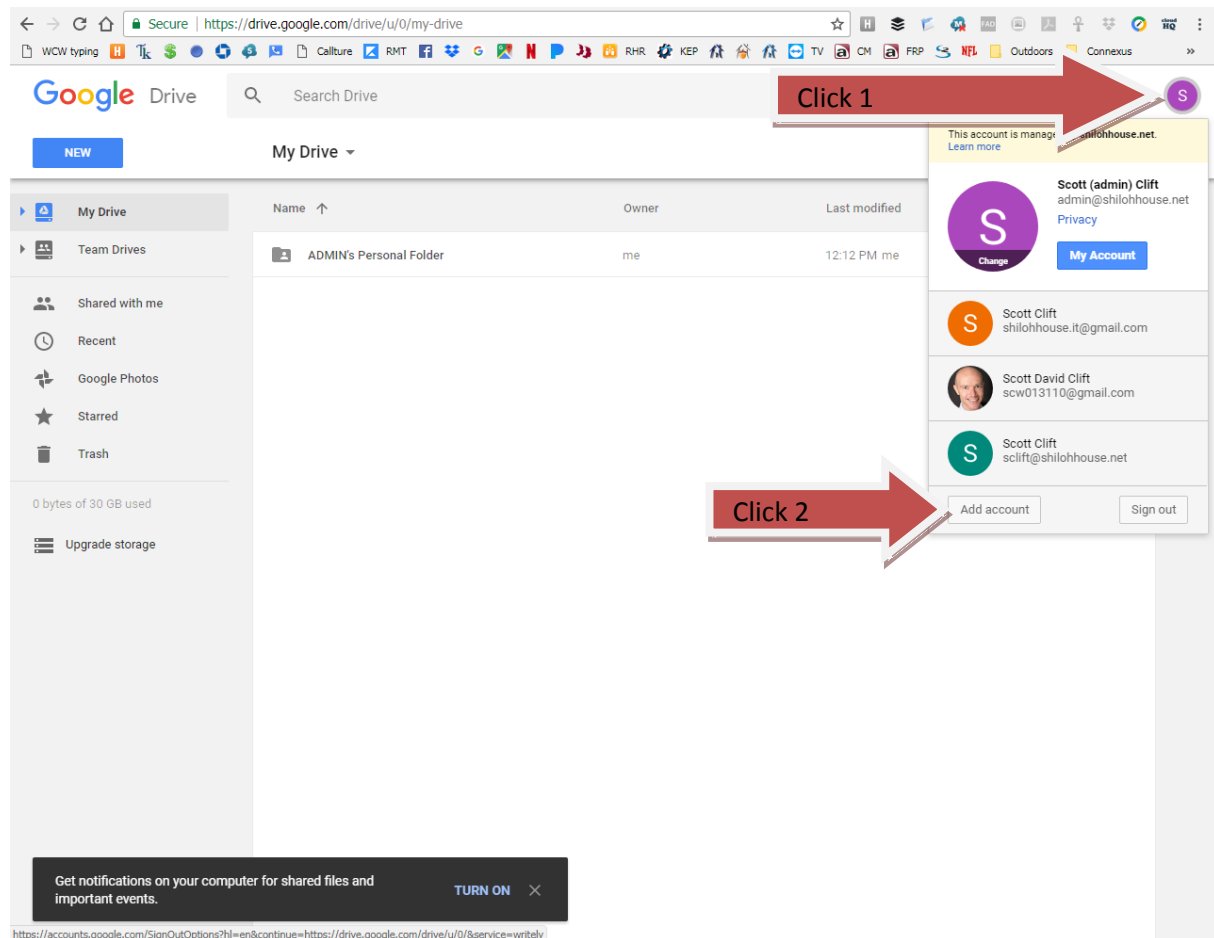 Secure | https://drive.google.com/drive/u/0/my-drive
WCW typing Callture RMT RHR KEP TV CM FRP NFL Outdoors Connexus »
Google Drive Search Drive Click 1 S
NEW My Drive
This account is manage shilohhouse.net.
Learn more
My Drive
Team Drives
Shared with me
Recent
Google Photos
Starred
Trash
0 bytes of 30 GB used
Upgrade storage
Name Owner Last modified
ADMIN's Personal Folder me 12:12 PM me
S
Change
Scott (admin) Clift
admin@shilohhouse.net
Privacy
My Account
S
Scott Clift
shilohhouse.it@gmail.com
Scott David Clift
scw013110@gmail.com
S
Scott Clift
sclift@shilohhouse.net
Click 2 Add account Sign out
Get notifications on your computer for shared files and
important events.
TURN ON
https://accounts.google.com/SignOutOptions?hl=en&continue=https://drive.google.com/drive/u/0/&service=writely